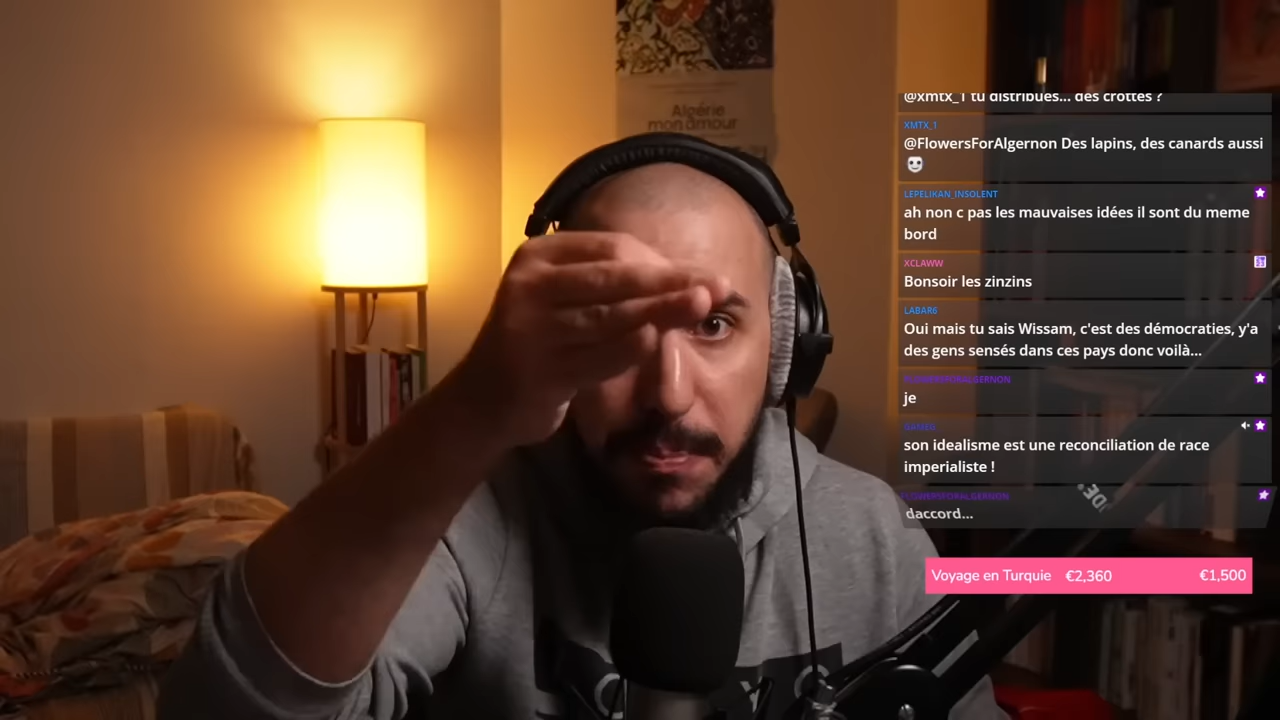 Algérie
mon amour
@xmtx_1 tu distribues... des crottes ?
XMTX_1
@FlowersForAlgernon Des lapins, des canards aussi
LEPELIKAN_INSOLENT
ah non c pas les mauvaises idées il sont du meme
bord
XCLAWW
Bonsoir les zinzins
LABAR6
Oui mais tu sais Wissam, c'est des démocraties, y'a
des gens sensés dans ces pays donc voilà...
FLOWERSFORALGERNON
je
son idealisme est une reconciliation de race
imperialiste !
FLOWERSFORALGERNON
daccord...
Voyage en Turquie €2,360 €1,500